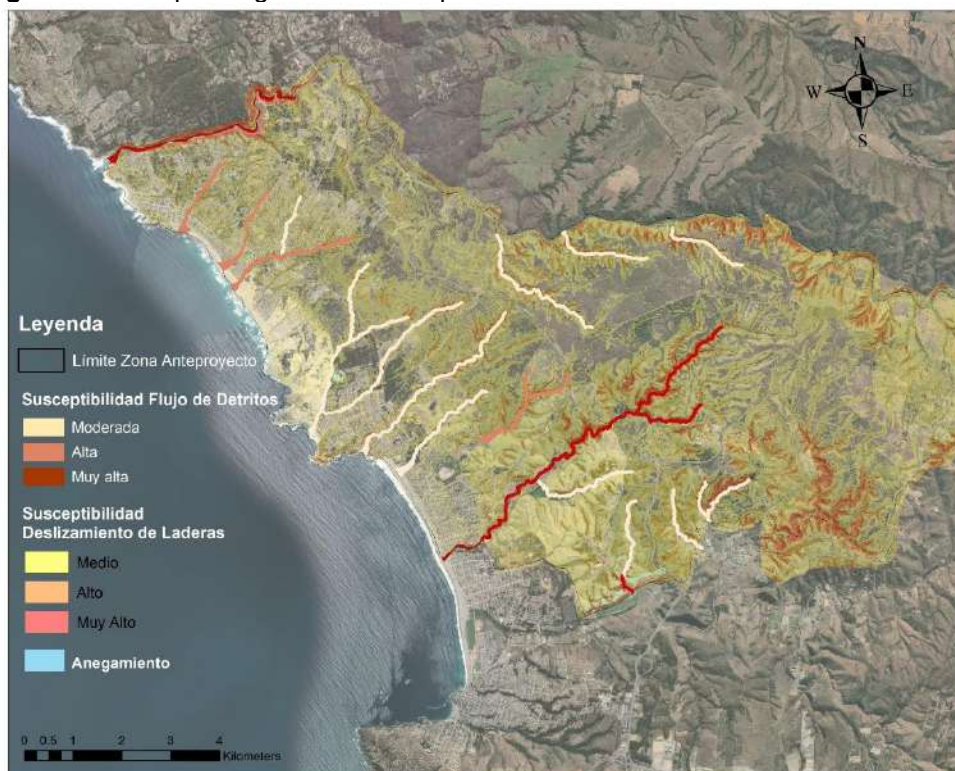 N
W E
S
Leyenda
Límite Zona Anteproyecto
Susceptibilidad Flujo de Detritos
Moderada
Alta
Muy alta
Susceptibilidad
Deslizamiento de Laderas
Medio
Alto
Muy Alto
Anegamiento
0 0.5 1 2 3 4
Kilometers